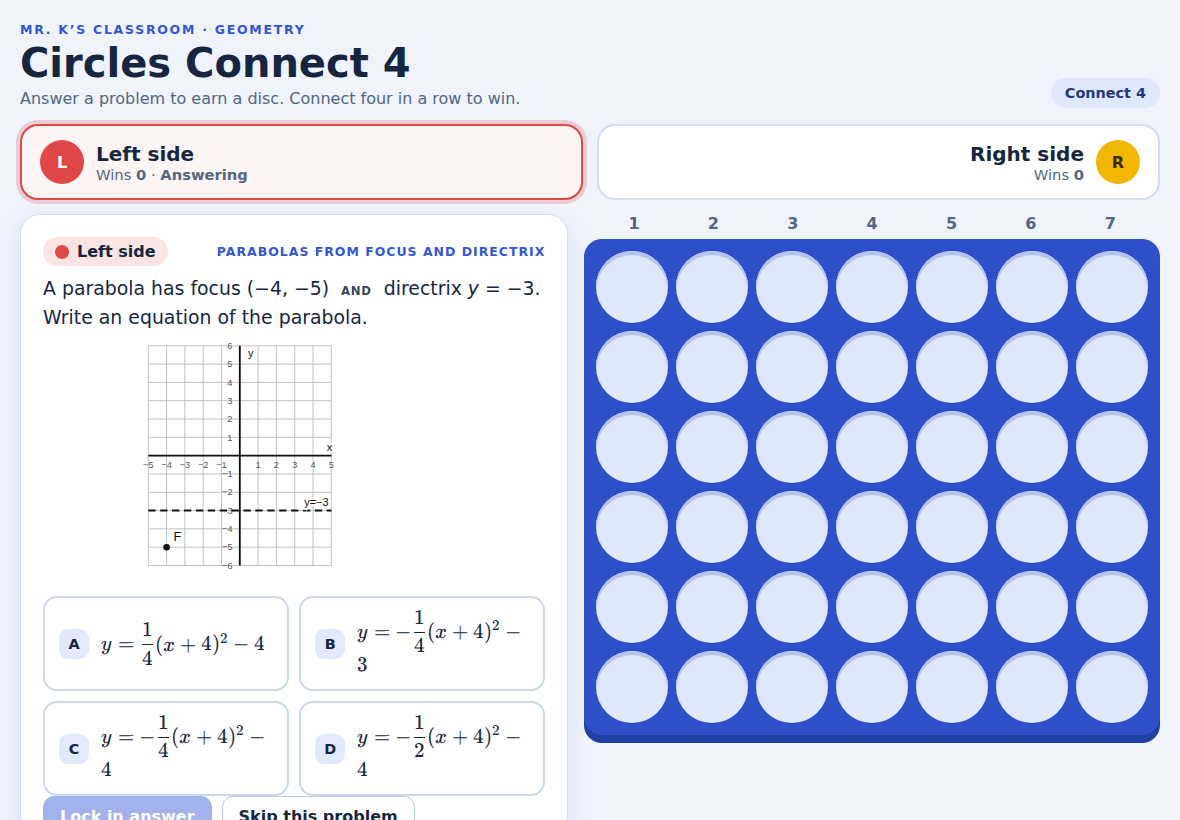 MR. K’S CLASSROOM · GEOMETRY
Circles Connect 4
Answer a problem to earn a disc. Connect four in a row to win.
Connect 4
L
Left side
Wins 0 · Answering
Right side
Wins 0
R
Left side
PARABOLAS FROM FOCUS AND DIRECTRIX
A parabola has focus (−4, −5) AND directrix y = −3.
Write an equation of the parabola.
6
y
5
4
3
2
1
x
−5 −4 −3 −2 −1 1 2 3 4 5
−1
−2
y=−3
−3
−4
F
−5
−6
A y = 1/4(x + 4)² − 4
B y = −1/4(x + 4)² −
3
C y = −1/4(x + 4)² −
4
D y = −1/2(x + 4)² −
4
Lock in answer
Skip this problem
1 2 3 4 5 6 7